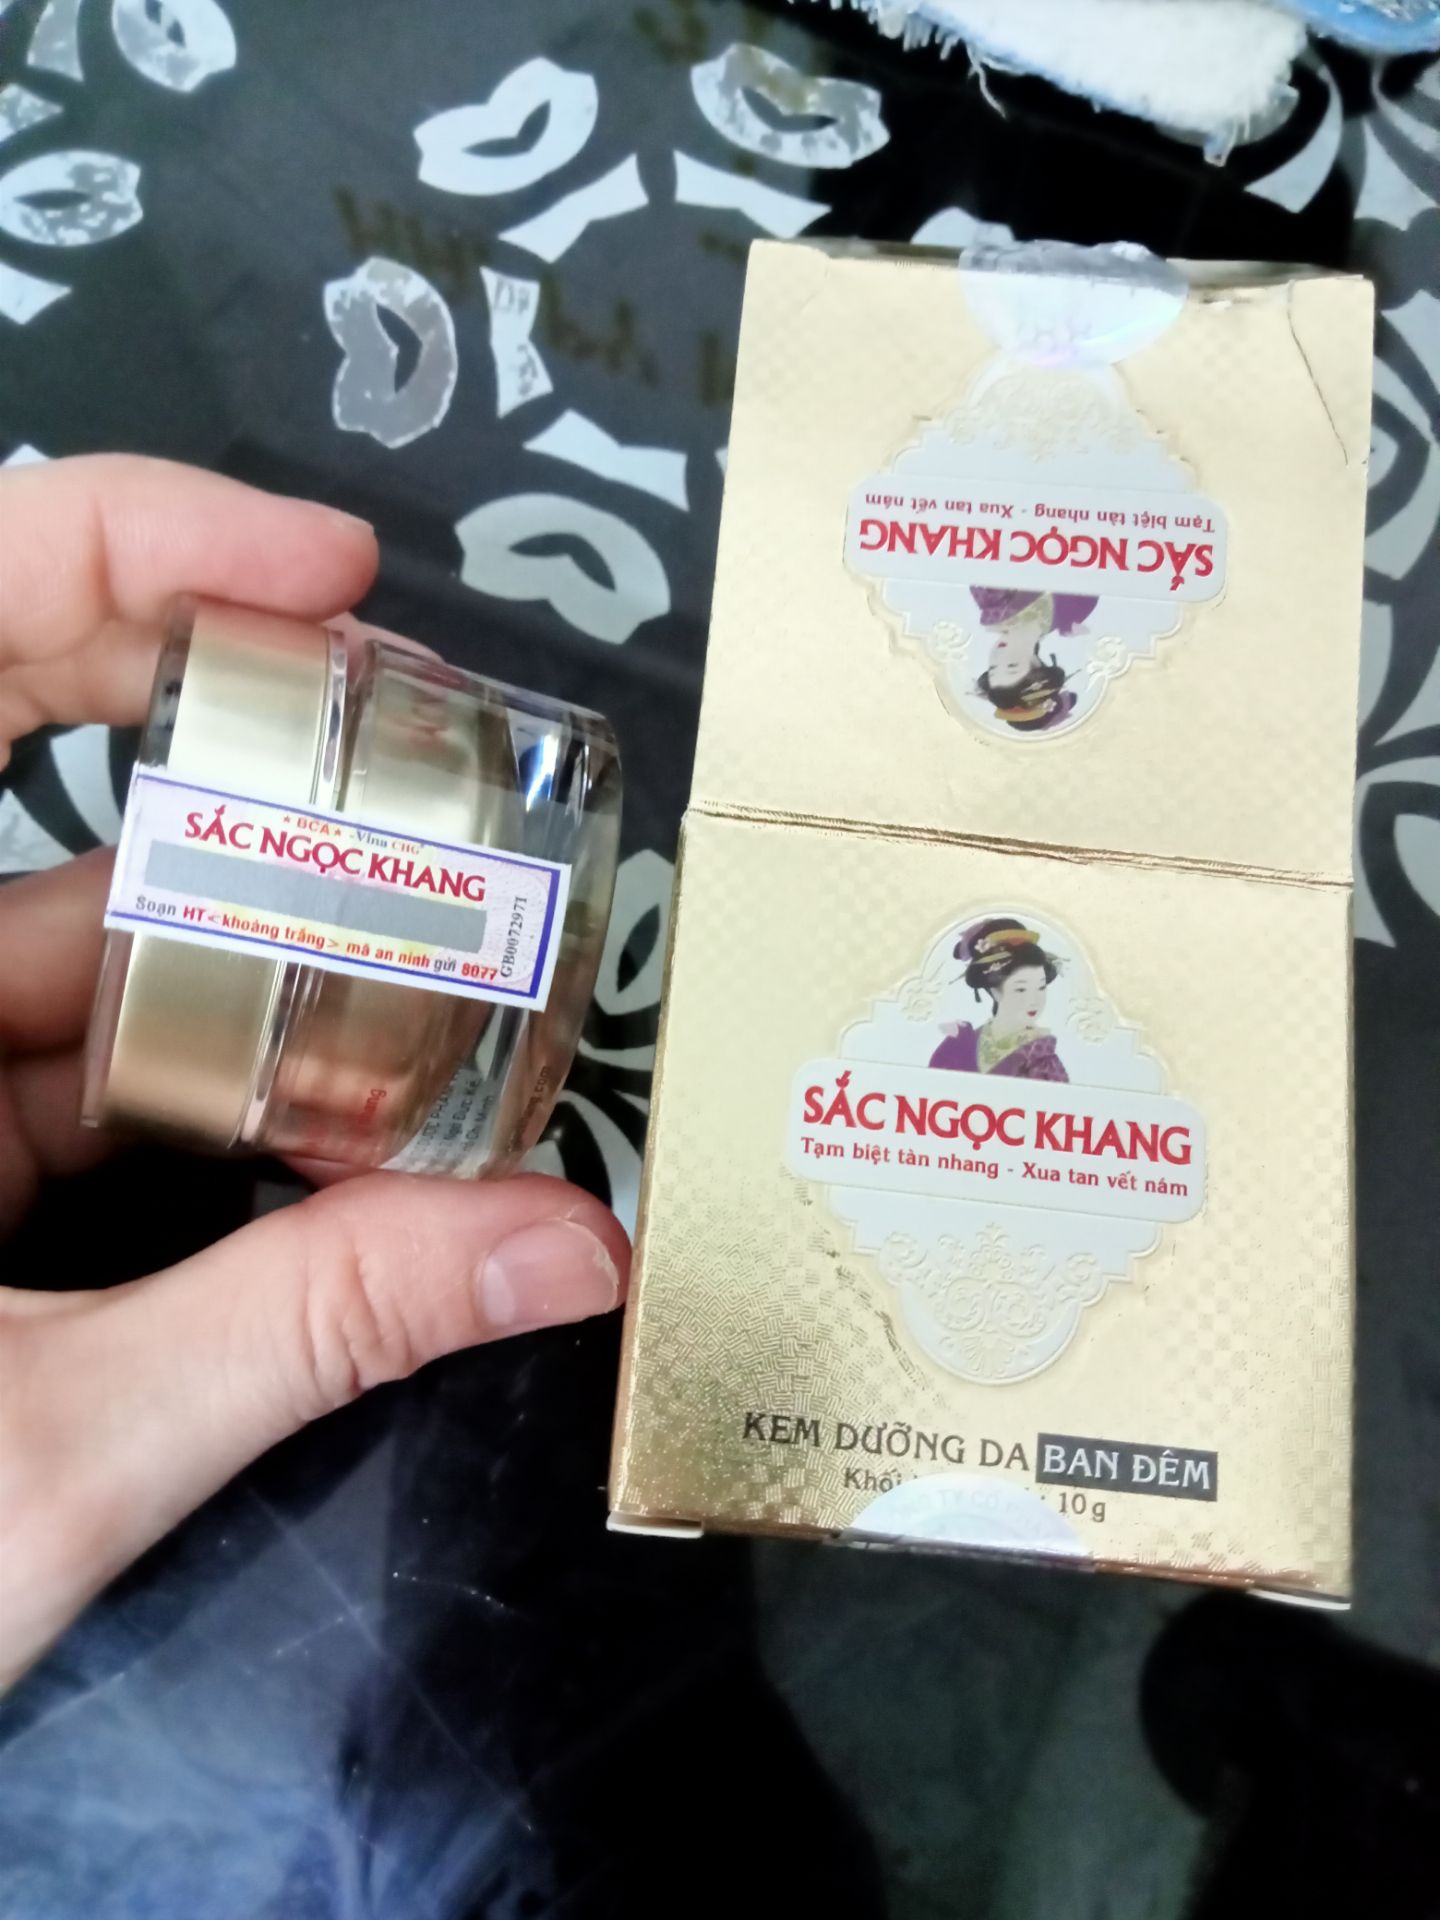 ★ BCA ★ -Vina CHG
SẮC NGỌC KHANG
Soạn HT < khoảng trắng > mã an ninh gửi 8077
GB0072971
SẮC NGỌC KHANG
Tạm biệt tàn nhang - Xua tan vết nám
SẮC NGỌC KHANG
Tạm biệt tàn nhang - Xua tan vết nám
KEM DƯỠNG DA BAN ĐÊM
10g